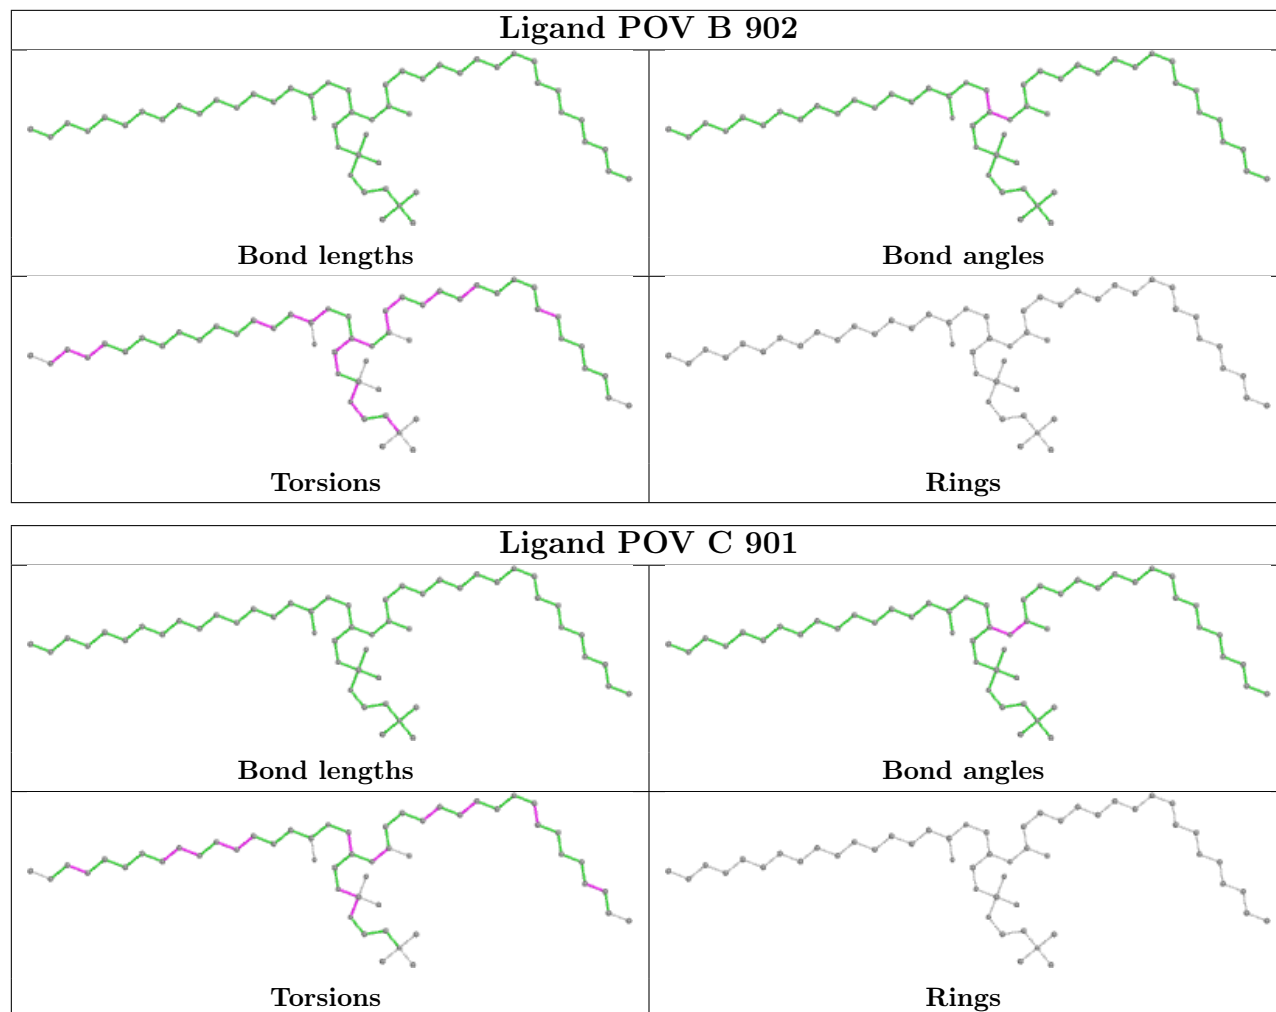 Ligand POV B 902
Bond lengths
Bond angles
Torsions
Rings
Ligand POV C 901
Bond lengths
Bond angles
Torsions
Rings